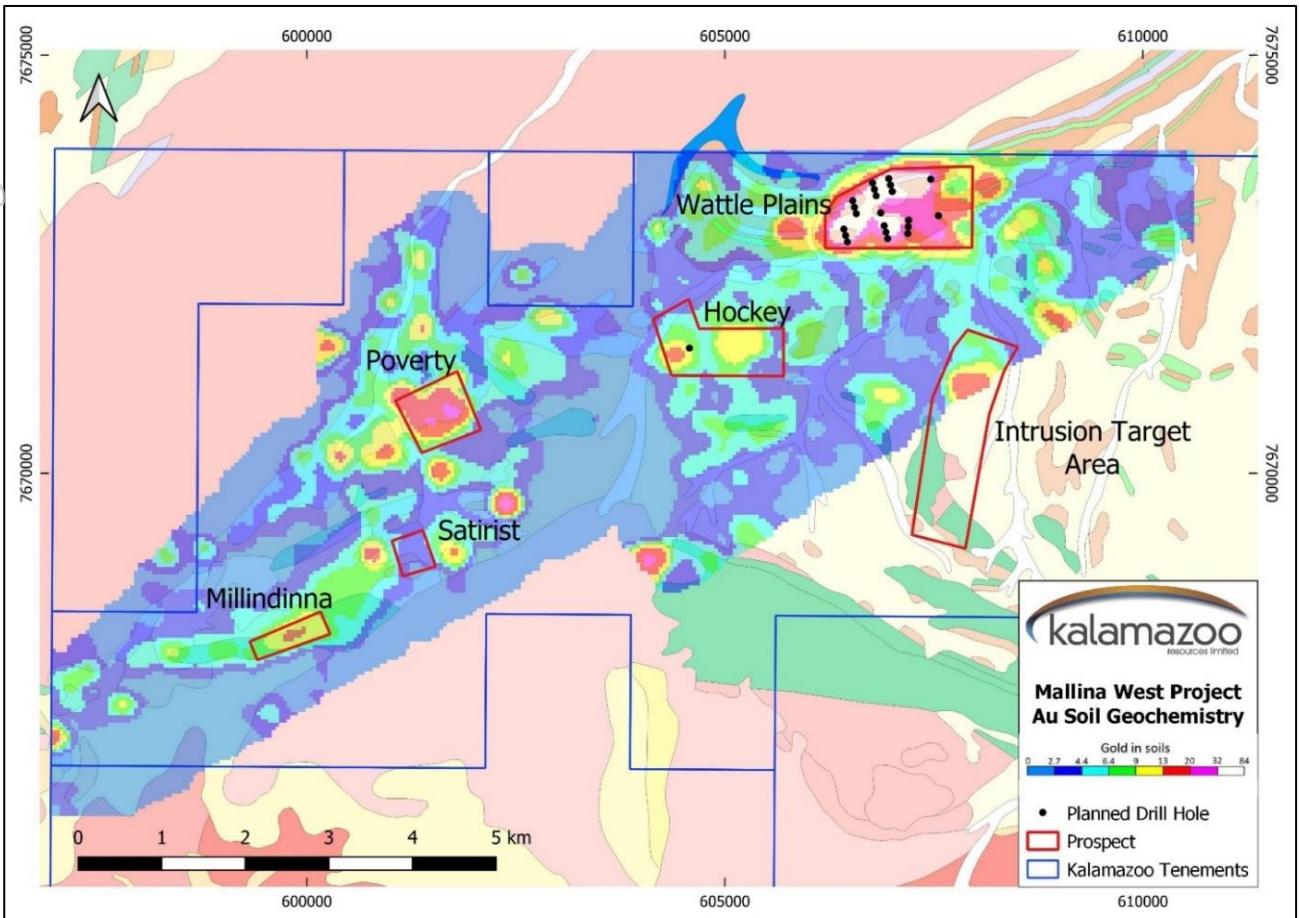 600000
605000
610000
7675000
7675000
Wattle Plains
Hockey
Poverty
Intrusion Target
Area
7670000
7670000
Satirist
Millindinna
kalamazoo
resources limited
Mallina West Project
Au Soil Geochemistry
Gold in soils
0 2.7 4.4 6.4 9 13 20 32 84
Planned Drill Hole
Prospect
Kalamazoo Tenements
0 1 2 3 4 5 km
600000
605000
610000